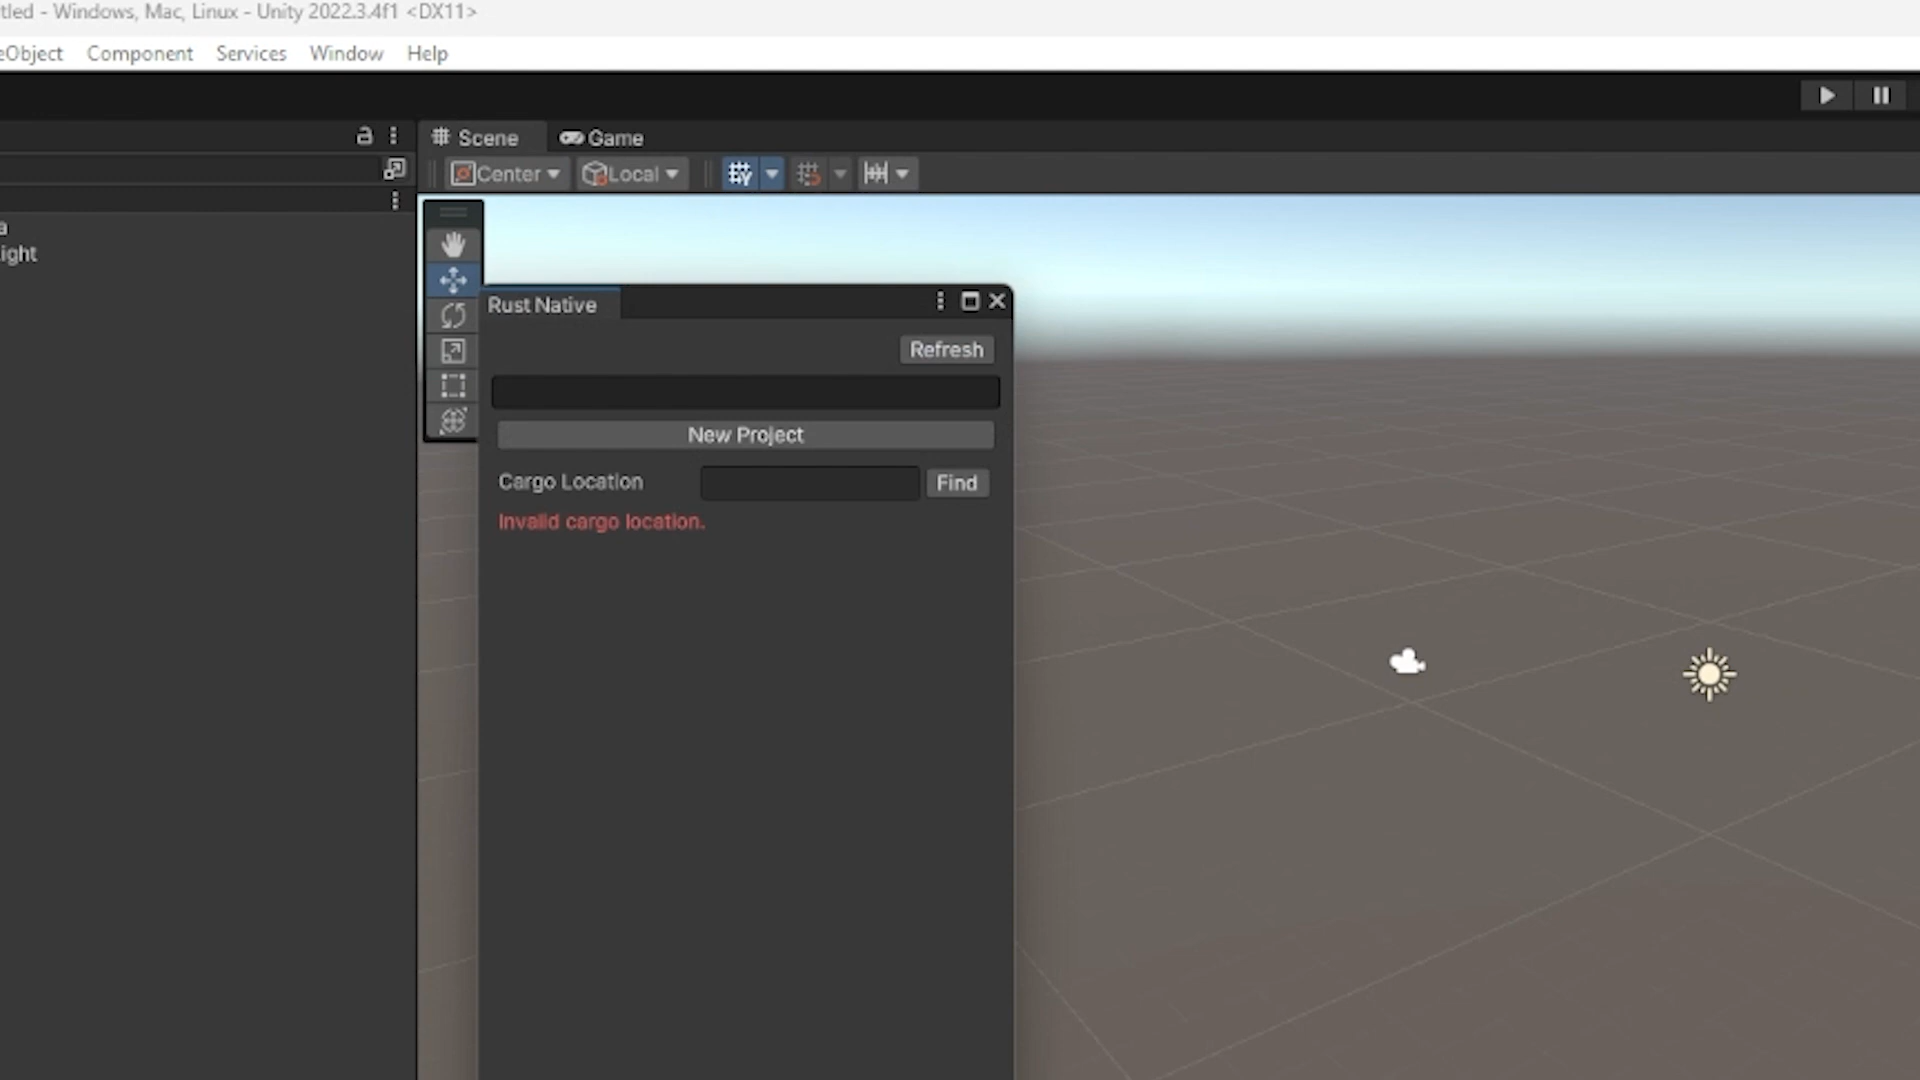 tled - Windows, Mac, Linux - Unity 2022.3.4f1 <DX11>
eObject Component Services Window Help
Scene Game
Center Local
a
ight
Rust Native
Refresh
New Project
Cargo Location Find
Invalid cargo location.